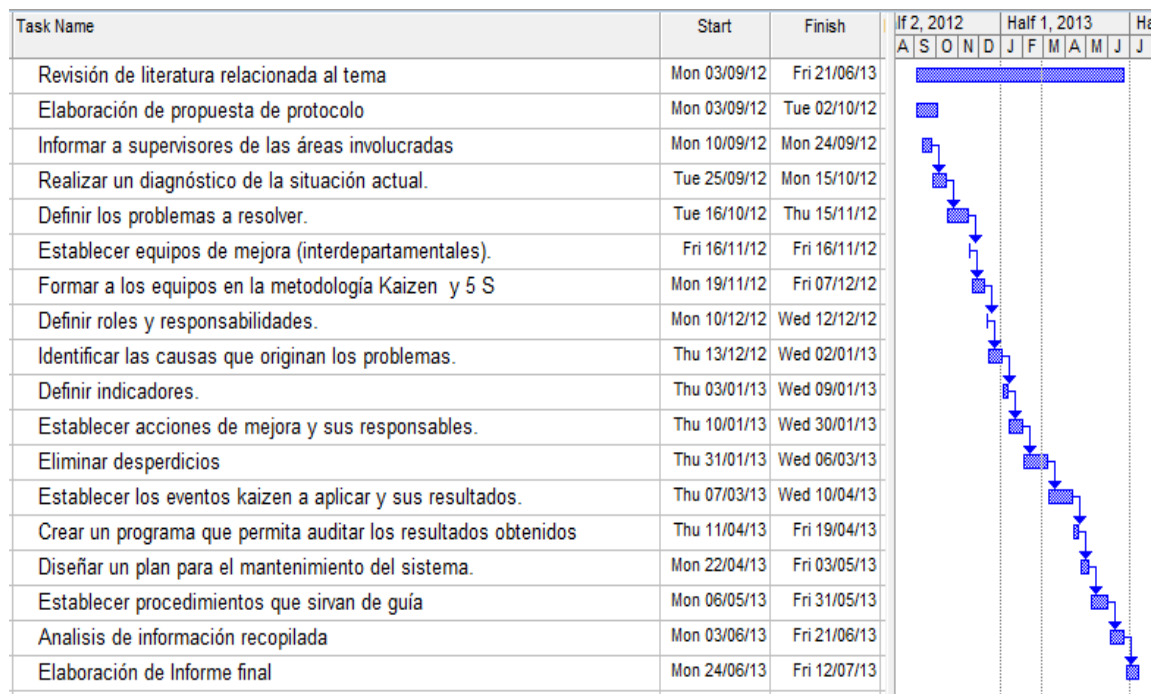 Task Name Start Finish lf 2, 2012 Half 1, 2013 Ha
A S O N D J F M A M J J
Revisión de literatura relacionada al tema Mon 03/09/12 Fri 21/06/13
Elaboración de propuesta de protocolo Mon 03/09/12 Tue 02/10/12
Informar a supervisores de las áreas involucradas Mon 10/09/12 Mon 24/09/12
Realizar un diagnóstico de la situación actual. Tue 25/09/12 Mon 15/10/12
Definir los problemas a resolver. Tue 16/10/12 Thu 15/11/12
Establecer equipos de mejora (interdepartamentales). Fri 16/11/12 Fri 16/11/12
Formar a los equipos en la metodología Kaizen y 5 S Mon 19/11/12 Fri 07/12/12
Definir roles y responsabilidades. Mon 10/12/12 Wed 12/12/12
Identificar las causas que originan los problemas. Thu 13/12/12 Wed 02/01/13
Definir indicadores. Thu 03/01/13 Wed 09/01/13
Establecer acciones de mejora y sus responsables. Thu 10/01/13 Wed 30/01/13
Eliminar desperdicios Thu 31/01/13 Wed 06/03/13
Establecer los eventos kaizen a aplicar y sus resultados. Thu 07/03/13 Wed 10/04/13
Crear un programa que permita auditar los resultados obtenidos Thu 11/04/13 Fri 19/04/13
Diseñar un plan para el mantenimiento del sistema. Mon 22/04/13 Fri 03/05/13
Establecer procedimientos que sirvan de guía Mon 06/05/13 Fri 31/05/13
Analisis de información recopilada Mon 03/06/13 Fri 21/06/13
Elaboración de Informe final Mon 24/06/13 Fri 12/07/13